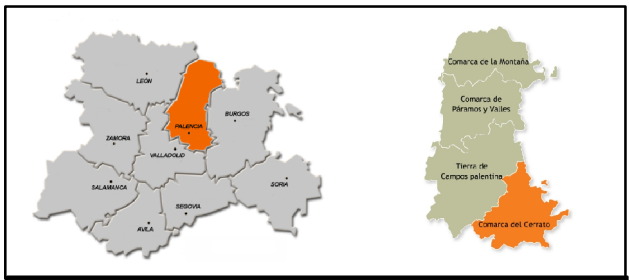 LEÓN
PALENCIA
BURGOS
ZAMORA
VALLADOLID
SALAMANCA
SORIA
SEGOVIA
AVILA
Comarca de la Montaña
Comarca de
Páramos y Valles
Tierra de
Campos palentina
Comarca del Cerrato